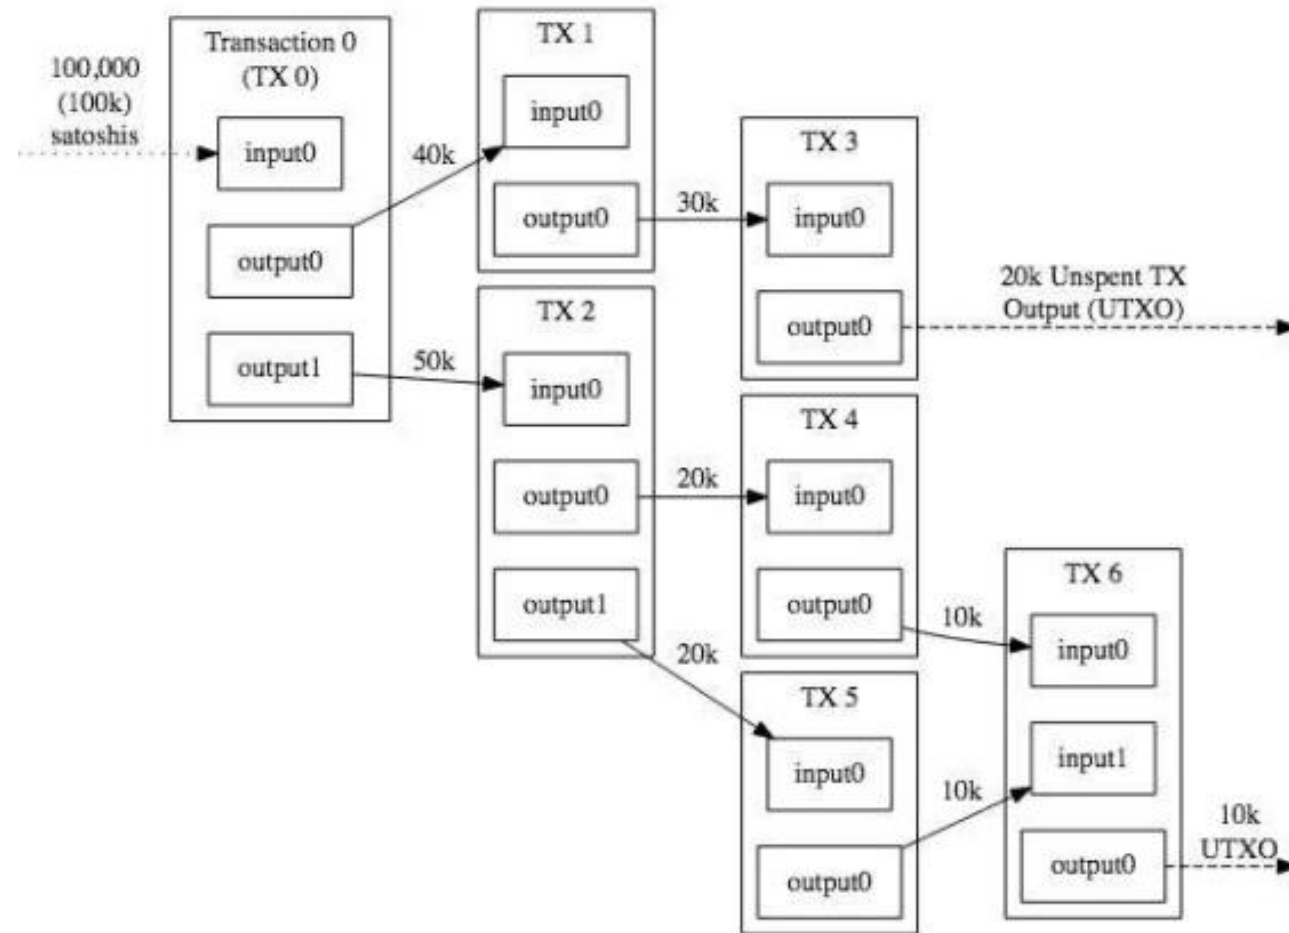 100,000
(100k)
satoshis
Transaction 0
(TX 0)
input0
output0
output1
40k
50k
TX 1
input0
output0
30k
TX 2
input0
output0
output1
20k
20k
TX 3
input0
output0
20k Unspent TX
Output (UTXO)
TX 4
input0
output0
10k
TX 5
input0
output0
10k
TX 6
input0
input1
output0
10k
UTXO